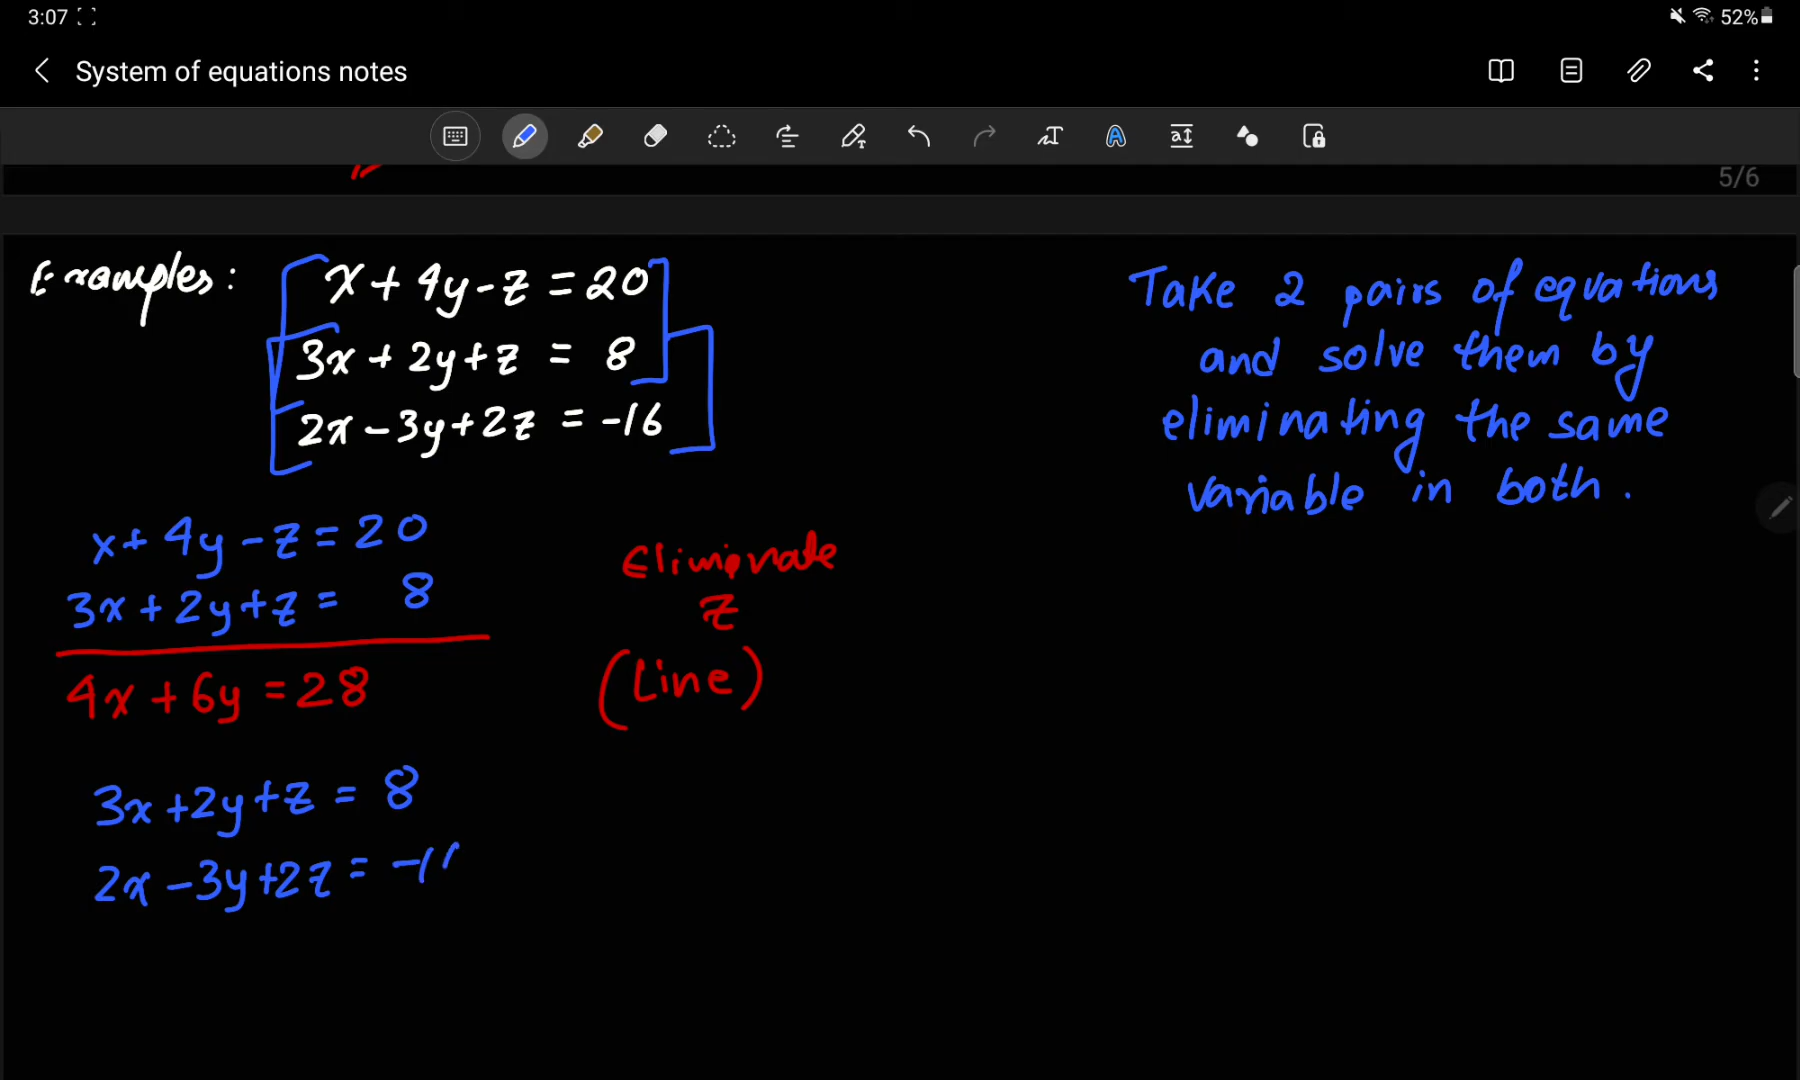 3:07
52%
System of equations notes
5/6
Examples:
x + 4y - z = 20
3x + 2y + z = 8
2x - 3y + 2z = -16
Take 2 pairs of equations
and solve them by
eliminating the same
variable in both.
x + 4y - z = 20
3x + 2y + z = 8
4x + 6y = 28
Eliminate
z
(Line)
3x + 2y + z = 8
2x - 3y + 2z = -1